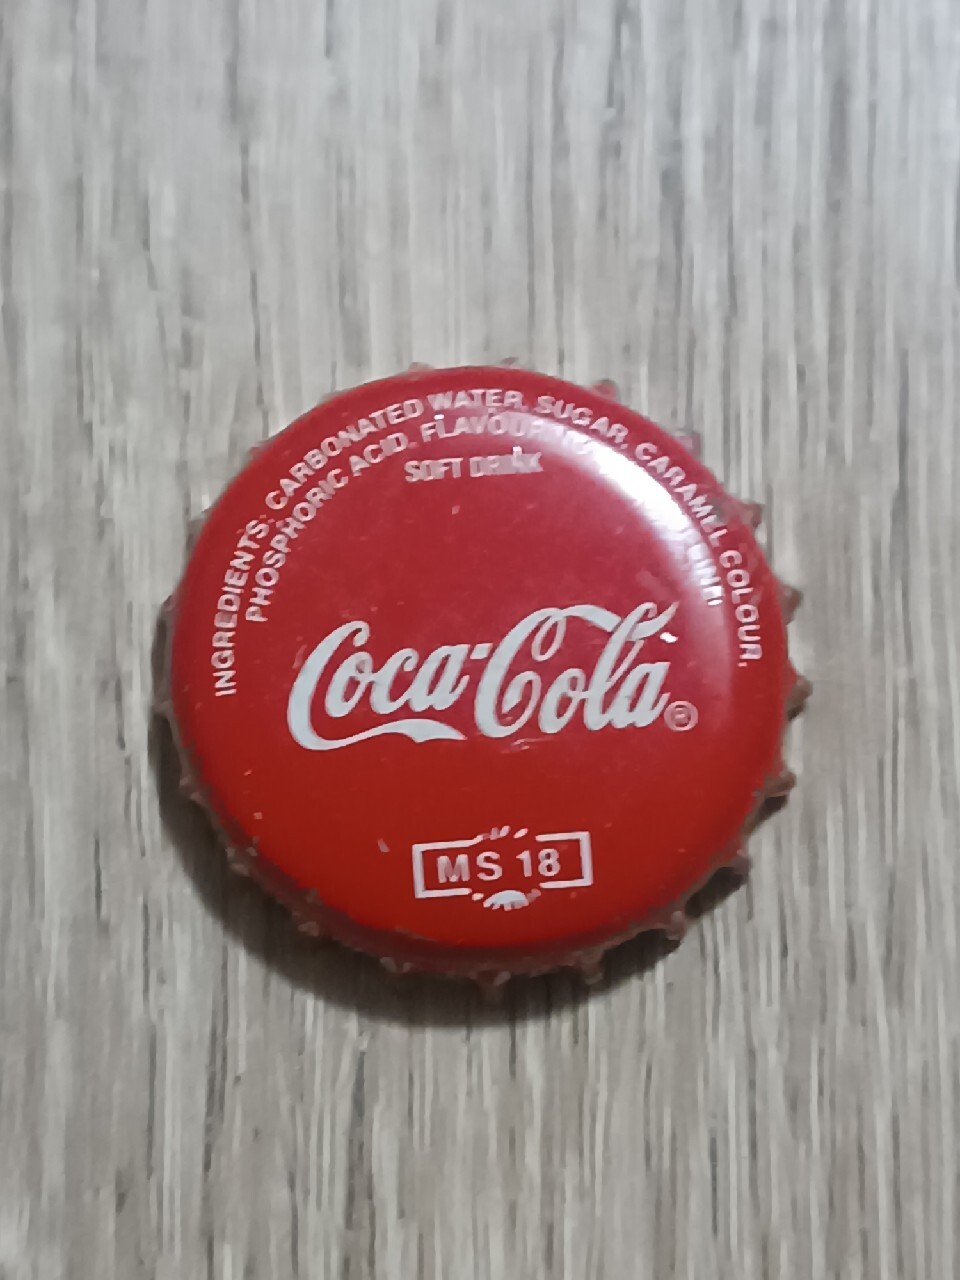 INGREDIENTS: CARBONATED WATER, SUGAR, CARAMEL COLOUR,
PHOSPHORIC ACID, FLAVOURING,
SOFT DRINK
Coca-Cola®
MS 18